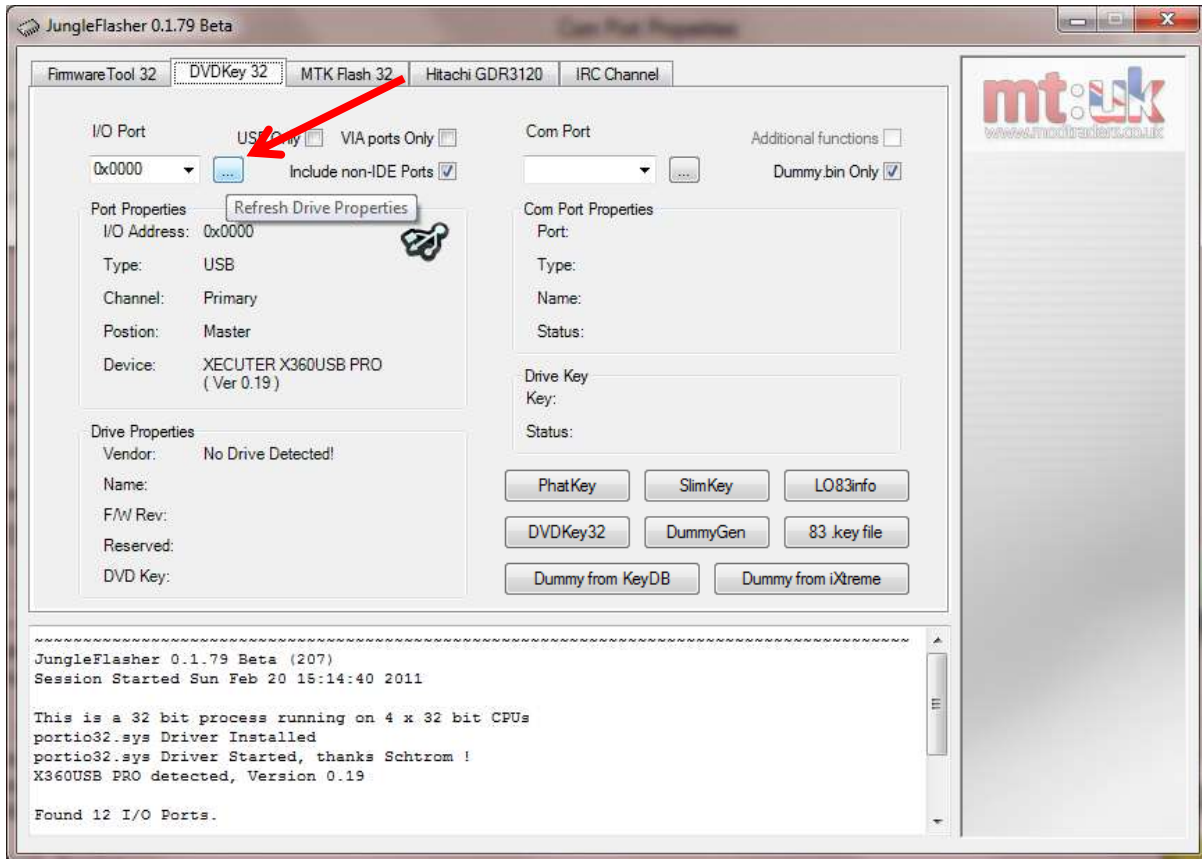 JungleFlasher 0.1.79 Beta
Com Port Properties
FirmwareTool 32 DVDKey 32 MTK Flash 32 Hitachi GDR3120 IRC Channel
mt:uk
www.modtraders.co.uk
I/O Port USB Only VIA ports Only Com Port Additional functions
0x0000 ... Include non-IDE Ports ... Dummy.bin Only
Refresh Drive Properties
Port Properties Com Port Properties
I/O Address: 0x0000 Port:
Type: USB Type:
Channel: Primary Name:
Postion: Master Status:
Device: XECUTER X360USB PRO
( Ver 0.19 )
Drive Key
Key:
Status:
Drive Properties
Vendor: No Drive Detected!
Name:
F/W Rev:
Reserved:
DVD Key:
PhatKey SlimKey LO83info
DVDKey32 DummyGen 83 .key file
Dummy from KeyDB Dummy from iXtreme
~~~~~~~~~~~~~~~~~~~~~~~~~~~~~~~~~~~~~~~~~~~~~~~~~~~~~~~~~~~~~~~~~~~~~~~~~~~~~~~~~~~~~~~~~~
JungleFlasher 0.1.79 Beta (207)
Session Started Sun Feb 20 15:14:40 2011
This is a 32 bit process running on 4 x 32 bit CPUs
portio32.sys Driver Installed
portio32.sys Driver Started, thanks Schtrom !
X360USB PRO detected, Version 0.19
Found 12 I/O Ports.